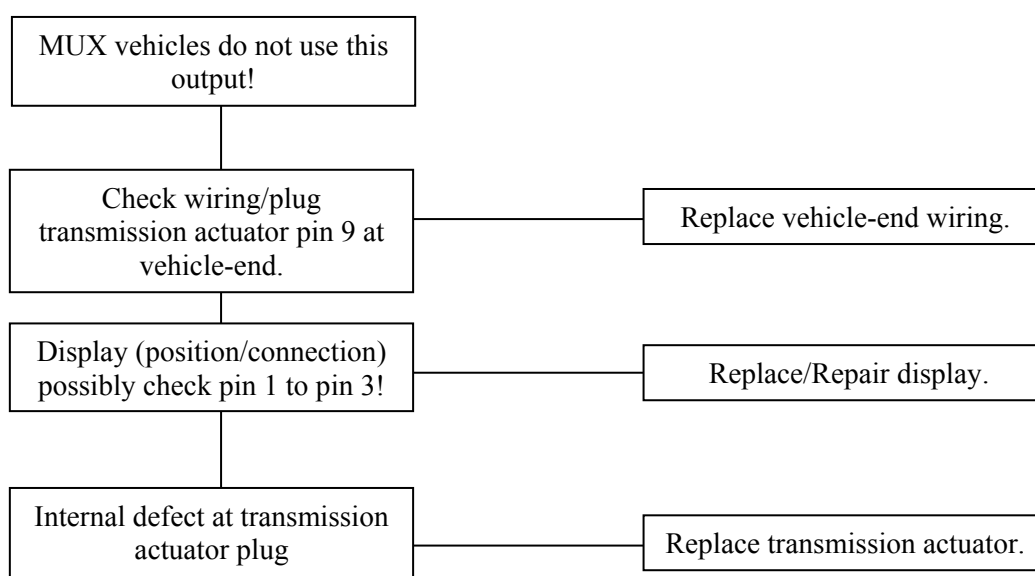 MUX vehicles do not use this
output!
Check wiring/plug
transmission actuator pin 9 at
vehicle-end.
Replace vehicle-end wiring.
Display (position/connection)
possibly check pin 1 to pin 3!
Replace/Repair display.
Internal defect at transmission
actuator plug
Replace transmission actuator.